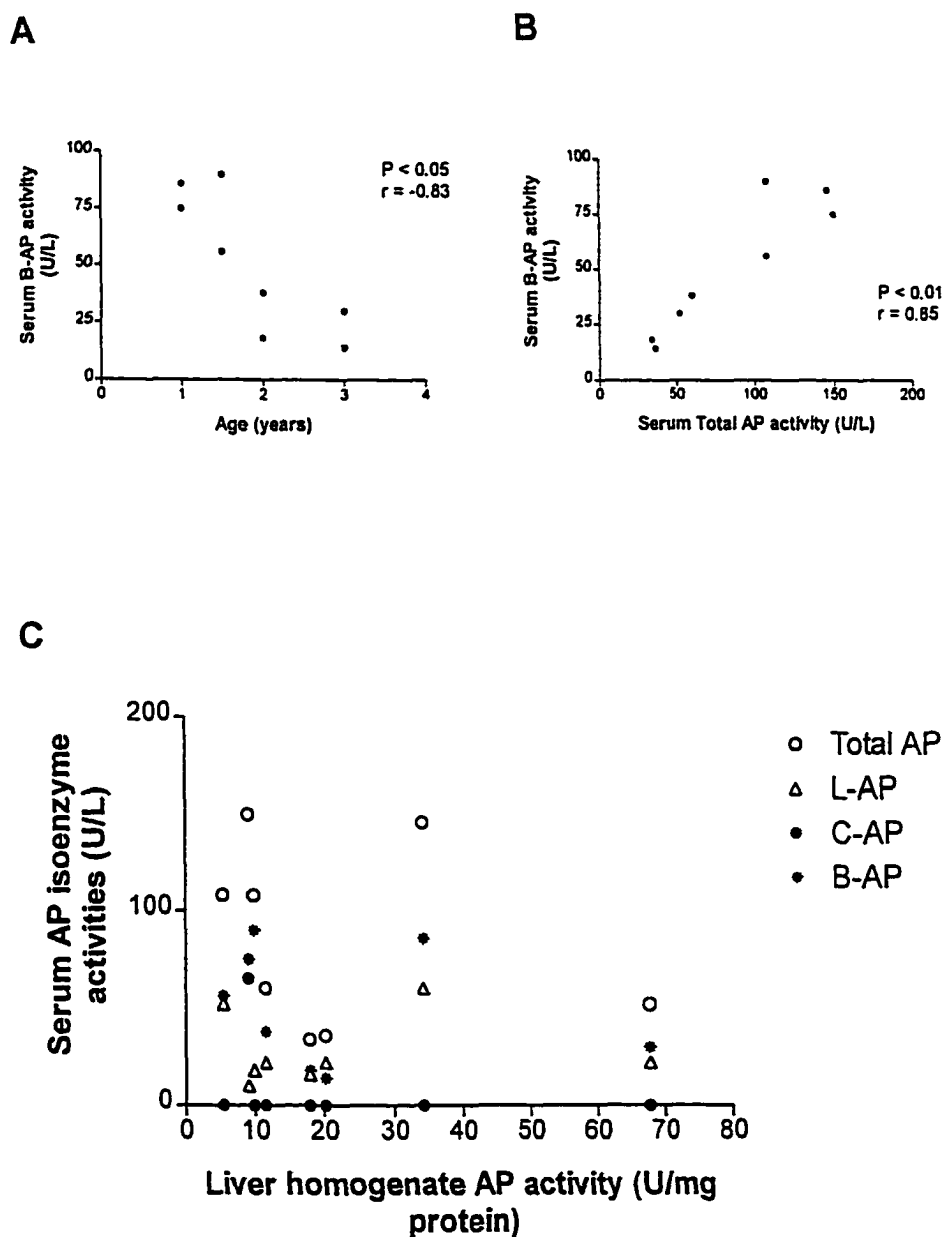 A
Serum B-AP activity
(U/L)
100
75
50
25
0
0
1
2
3
4
Age (years)
P < 0.05
r = -0.83
B
Serum B-AP activity
(U/L)
100
75
50
25
0
0
50
100
150
200
Serum Total AP activity (U/L)
P < 0.01
r = 0.85
C
Serum AP isoenzyme
activities (U/L)
200
100
0
0
10
20
30
40
50
60
70
80
Liver homogenate AP activity (U/mg
protein)
Total AP
L-AP
C-AP
B-AP